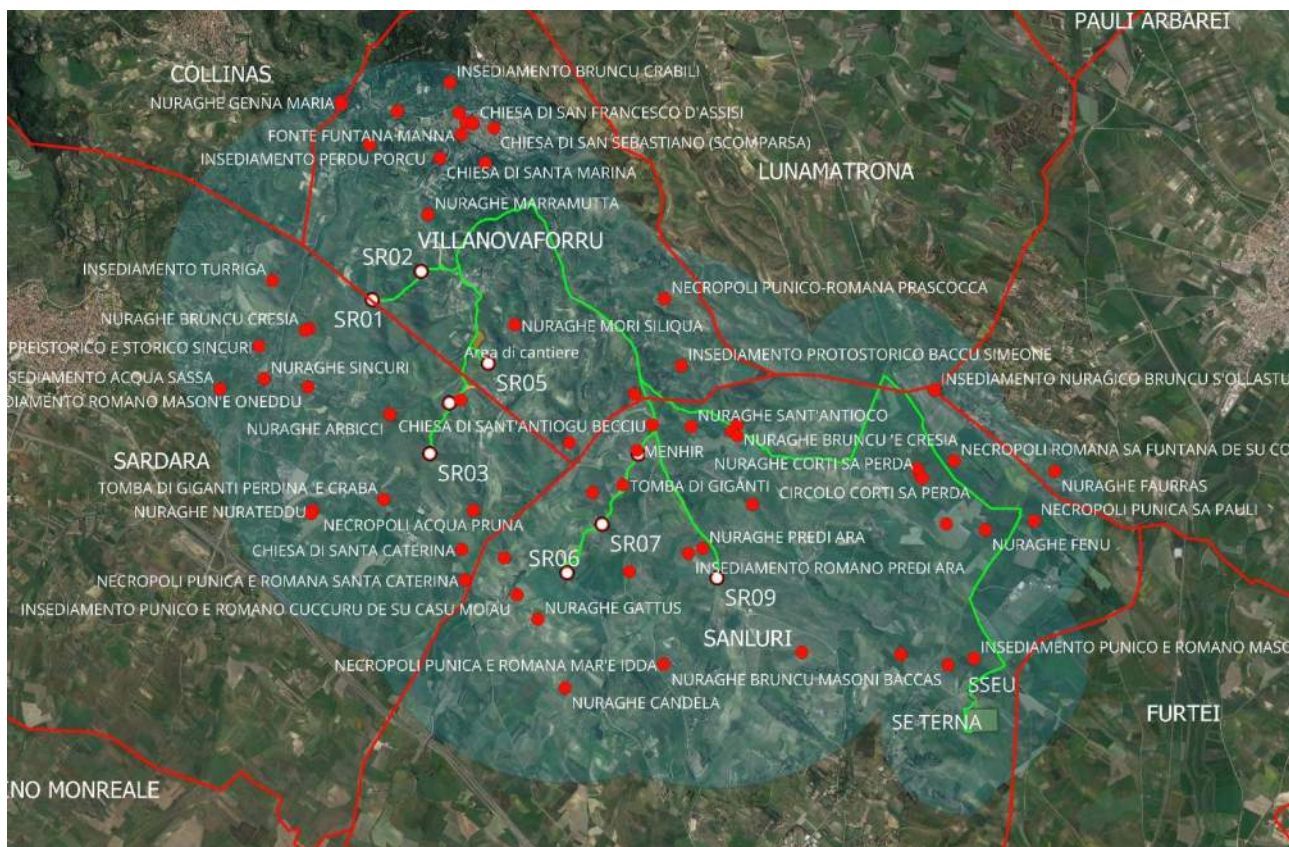 PAULI ARBAREI
COLLINAS
INSEDIAMENTO BRUNCU CRABILI
NURAGHE GENNA MARIA
CHIESA DI SAN FRANCESCO D'ASSISI
FONTE FUNTANA MANNA
CHIESA DI SAN SEBASTIANO (SCOMPARSA)
INSEDIAMENTO PERDU PORCU
CHIESA DI SANTA MARINA
LUNAMATRONA
NURAGHE MARRAMUTTA
VILLANOVAFORRU
SR02
INSEDIAMENTO TURRIGA
NECROPOLI PUNICO-ROMANA PRASCOCCA
SR01
NURAGHE BRUNCU CRESIA
NURAGHE MORI SILIQUA
PREISTORICO E STORICO SINCURI
Area di cantiere
INSEDIAMENTO PROTOSTORICO BACCU SIMEONE
NURAGHE SINCURI
SR05
SEDIAMENTO ACQUA SASSA
INSEDIAMENTO NURAGICO BRUNCU S'OLLASTU
DIAMENTO ROMANO MASON'E ONEDDU
NURAGHE ARBICCI
CHIESA DI SANT'ANTIOGU BECCIU
NURAGHE SANT'ANTIOCO
NURAGHE BRUNCU 'E CRESIA
NECROPOLI ROMANA SA FUNTANA DE SU CO
SARDARA
SR03
MENHIR
NURAGHE CORTI SA PERDA
NURAGHE FAURRAS
TOMBA DI GIGANTI PERDINA 'E CRABA
TOMBA DI GIGANTI
CIRCOLO CORTI SA PERDA
NURAGHE NURATEDDU
NECROPOLI ACQUA PRUNA
NECROPOLI PUNICA SA PAULI
SR07
NURAGHE PREDI ARA
NURAGHE FENU
CHIESA DI SANTA CATERINA
SR06
INSEDIAMENTO ROMANO PREDI ARA
NECROPOLI PUNICA E ROMANA SANTA CATERINA
SR09
INSEDIAMENTO PUNICO E ROMANO CUCCURU DE SU CASU MOIAU
NURAGHE GATTUS
SANLURI
INSEDIAMENTO PUNICO E ROMANO MASO
NECROPOLI PUNICA E ROMANA MAR'E IDDA
NURAGHE BRUNCU MASONI BACCAS
SSEU
NURAGHE CANDELA
SE TERNA
FURTEI
NO MONREALE